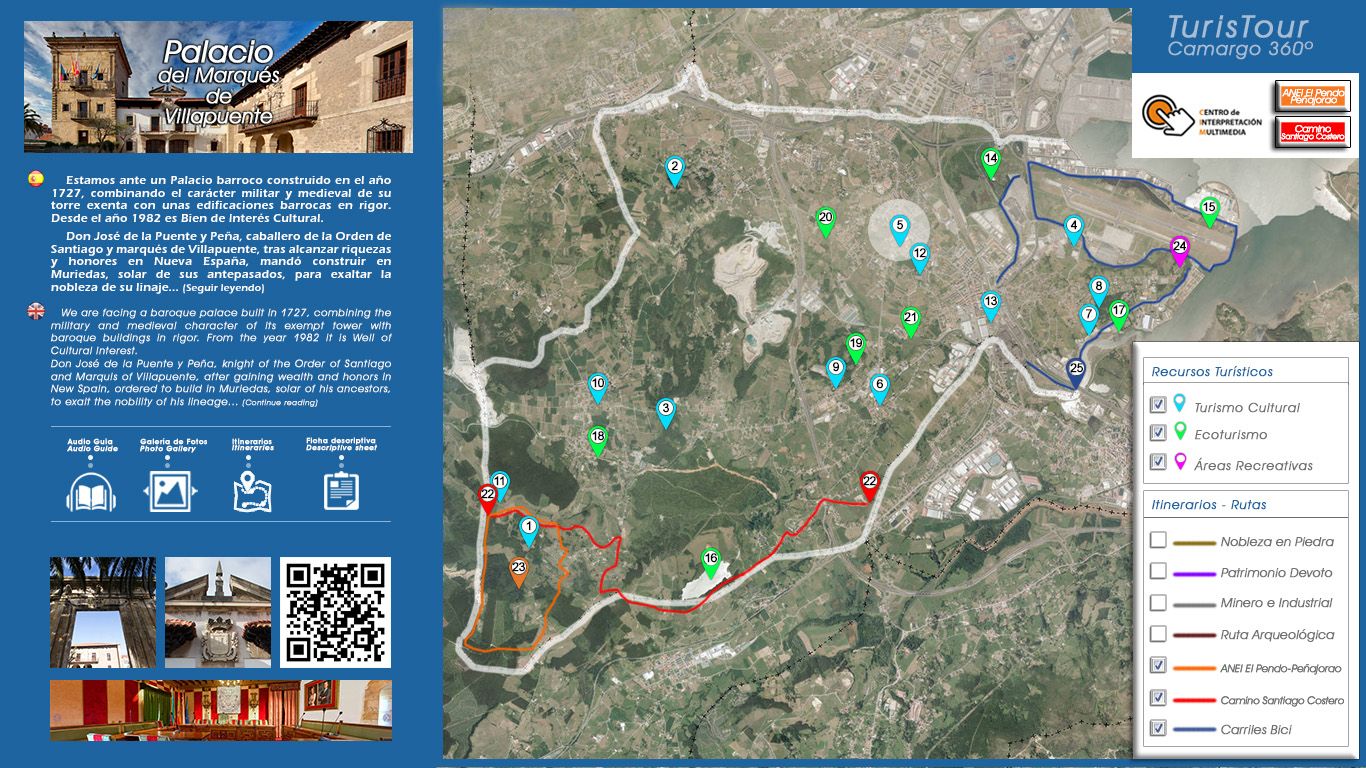 Palacio
del Marqués
de
Villapuente
Estamos ante un Palacio barroco construido en el año
1727, combinando el carácter militar y medieval de su
torre exenta con unas edificaciones barrocas en rigor.
Desde el año 1982 es Bien de Interés Cultural.
Don José de la Puente y Peña, caballero de la Orden de
Santiago y marqués de Villapuente, tras alcanzar riquezas
y honores en Nueva España, mandó construir en
Muriedas, solar de sus antepasados, para exaltar la
nobleza de su linaje... (Seguir leyendo)
We are facing a baroque palace built in 1727, combining the
military and medieval character of its exempt tower with
baroque buildings in rigor. From the year 1982 it is Well of
Cultural Interest.
Don José de la Puente y Peña, knight of the Order of Santiago
and Marquis of Villapuente, after gaining wealth and honors in
New Spain, ordered to build in Muriedas, solar of his ancestors,
to exalt the nobility of his lineage... (Continue reading)
Audio Guia
Audio Guide
Galería de Fotos
Photo Gallery
Itinerarios
Itineraries
Ficha descriptiva
Descriptive sheet
2
14
20
5
15
4
12
24
8
13
7
17
21
19
9
6
25
10
3
18
11
22
22
1
16
23
TurisTour
Camargo 360º
CENTRO de
INTERPRETACIÓN
MULTIMEDIA
ANEI El Pendo
Peñajorao
Camino
Santiago Costero
Recursos Turísticos
Turismo Cultural
Ecoturismo
Áreas Recreativas
Itinerarios - Rutas
Nobleza en Piedra
Patrimonio Devoto
Minero e Industrial
Ruta Arqueológica
ANEI El Pendo-Peñajorao
Camino Santiago Costero
Carriles Bici